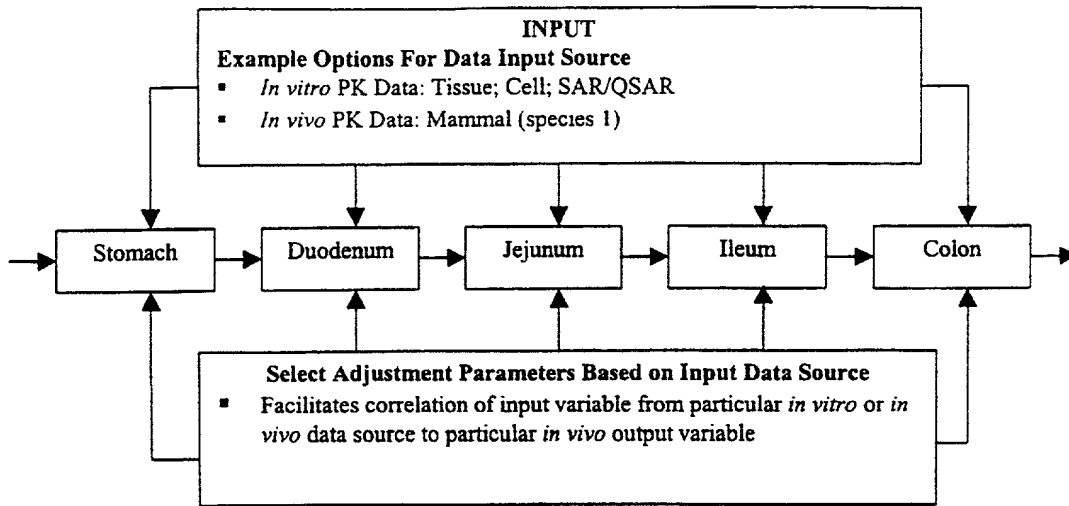 INPUT
Example Options For Data Input Source
▪ In vitro PK Data: Tissue; Cell; SAR/QSAR
▪ In vivo PK Data: Mammal (species 1)
Stomach
Duodenum
Jejunum
Ileum
Colon
Select Adjustment Parameters Based on Input Data Source
▪ Facilitates correlation of input variable from particular in vitro or in
vivo data source to particular in vivo output variable